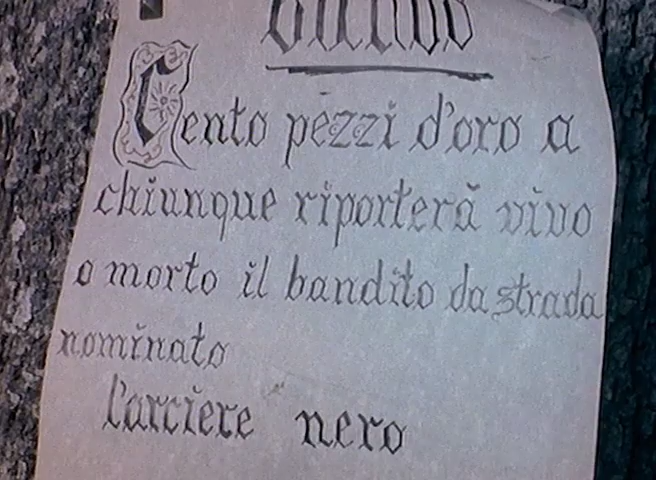 Cento pezzi d'oro a
chiunque riporterà vivo
o morto il bandito da strada
nominato
l'arciere nero